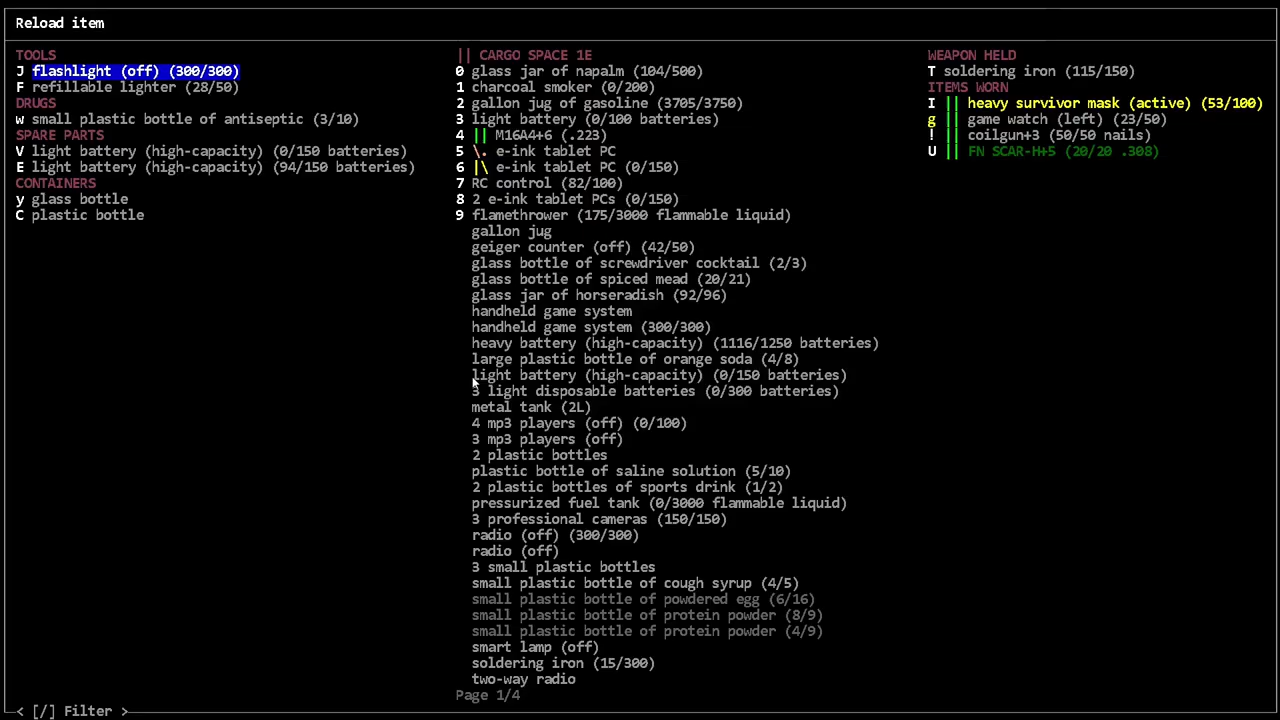 Reload item
TOOLS
J flashlight (off) (300/300)
F refillable lighter (28/50)
DRUGS
w small plastic bottle of antiseptic (3/10)
SPARE PARTS
V light battery (high-capacity) (0/150 batteries)
E light battery (high-capacity) (94/150 batteries)
CONTAINERS
y glass bottle
C plastic bottle
|| CARGO SPACE 1E
0 glass jar of napalm (104/500)
1 charcoal smoker (0/200)
2 gallon jug of gasoline (3705/3750)
3 light battery (0/100 batteries)
4 || M16A4+6 (.223)
5 \. e-ink tablet PC
6 |\ e-ink tablet PC (0/150)
7 RC control (82/100)
8 2 e-ink tablet PCs (0/150)
9 flamethrower (175/3000 flammable liquid)
gallon jug
geiger counter (off) (42/50)
glass bottle of screwdriver cocktail (2/3)
glass bottle of spiced mead (20/21)
glass jar of horseradish (92/96)
handheld game system
handheld game system (300/300)
heavy battery (high-capacity) (1116/1250 batteries)
large plastic bottle of orange soda (4/8)
light battery (high-capacity) (0/150 batteries)
3 light disposable batteries (0/300 batteries)
metal tank (2L)
4 mp3 players (off) (0/100)
3 mp3 players (off)
2 plastic bottles
plastic bottle of saline solution (5/10)
2 plastic bottles of sports drink (1/2)
pressurized fuel tank (0/3000 flammable liquid)
3 professional cameras (150/150)
radio (off) (300/300)
radio (off)
3 small plastic bottles
small plastic bottle of cough syrup (4/5)
small plastic bottle of powdered egg (6/16)
small plastic bottle of protein powder (8/9)
small plastic bottle of protein powder (4/9)
smart lamp (off)
soldering iron (15/300)
two-way radio
Page 1/4
WEAPON HELD
T soldering iron (115/150)
ITEMS WORN
I || heavy survivor mask (active) (53/100)
g || game watch (left) (23/50)
! || coilgun+3 (50/50 nails)
U || FN SCAR-H+5 (20/20 .308)
< [/] Filter >